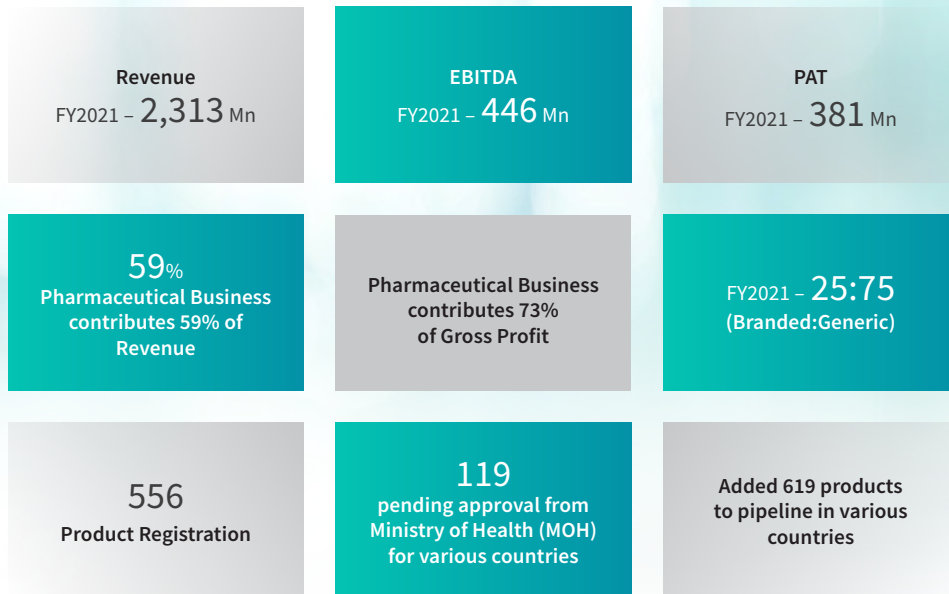 Revenue
FY2021 – 2,313 Mn
EBITDA
FY2021 – 446 Mn
PAT
FY2021 – 381 Mn
59%
Pharmaceutical Business
contributes 59% of
Revenue
Pharmaceutical Business
contributes 73%
of Gross Profit
FY2021 – 25:75
(Branded:Generic)
556
Product Registration
119
pending approval from
Ministry of Health (MOH)
for various countries
Added 619 products
to pipeline in various
countries